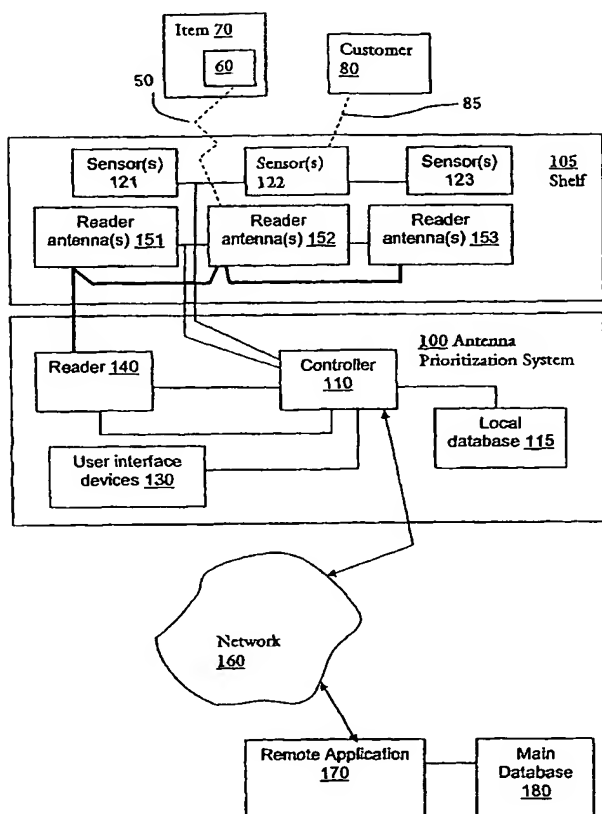 Item 70
60
50
Customer
80
85
Sensor(s)
121
Sensor(s)
122
Sensor(s)
123
105
Shelf
Reader
antenna(s) 151
Reader
antenna(s) 152
Reader
antenna(s) 153
100 Antenna
Prioritization System
Reader 140
Controller
110
Local
database 115
User interface
devices 130
Network
160
Remote Application
170
Main
Database
180